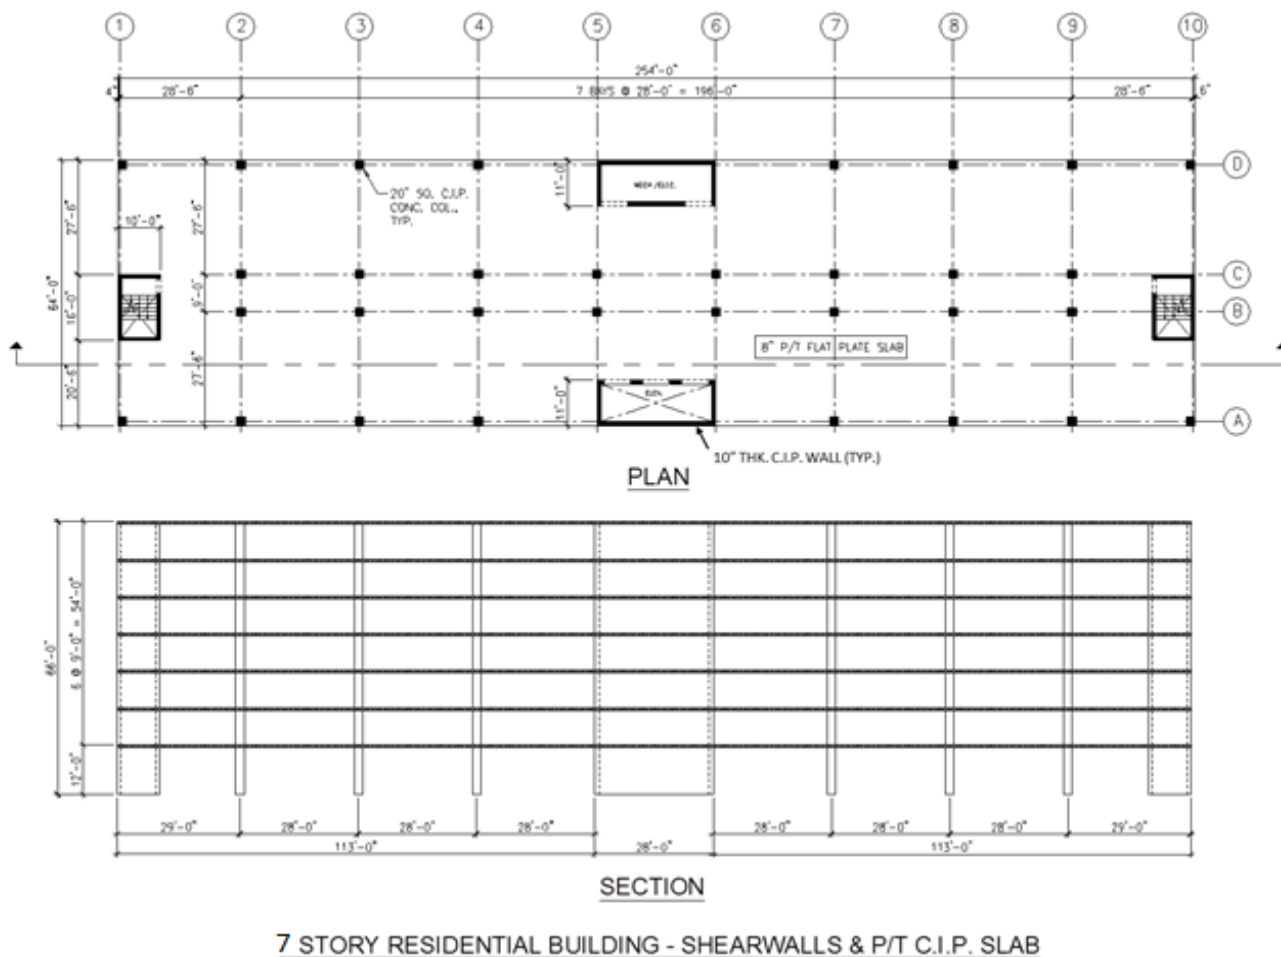 1 2 3 4 5 6 7 8 9 10
254'-0"
4" 28'-6" 7 BAYS @ 28'-0" = 196'-0" 28'-6" 6"
D
11'-0"
MECH./ELEC.
20" SQ. C.I.P.
CONC. COL.,
TYP.
27'-6"
27'-6"
10'-0"
64'-0"
16'-0"
9'-0"
C
B
8" P/T FLAT PLATE SLAB
20'-6"
27'-6"
11'-0"
ELEV.
A
10" THK. C.I.P. WALL (TYP.)
PLAN
66'-0"
6 @ 9'-0" = 54'-0"
12'-0"
29'-0" 28'-0" 28'-0" 28'-0" 28'-0" 28'-0" 28'-0" 29'-0"
113'-0" 28'-0" 113'-0"
SECTION
7 STORY RESIDENTIAL BUILDING - SHEARWALLS & P/T C.I.P. SLAB